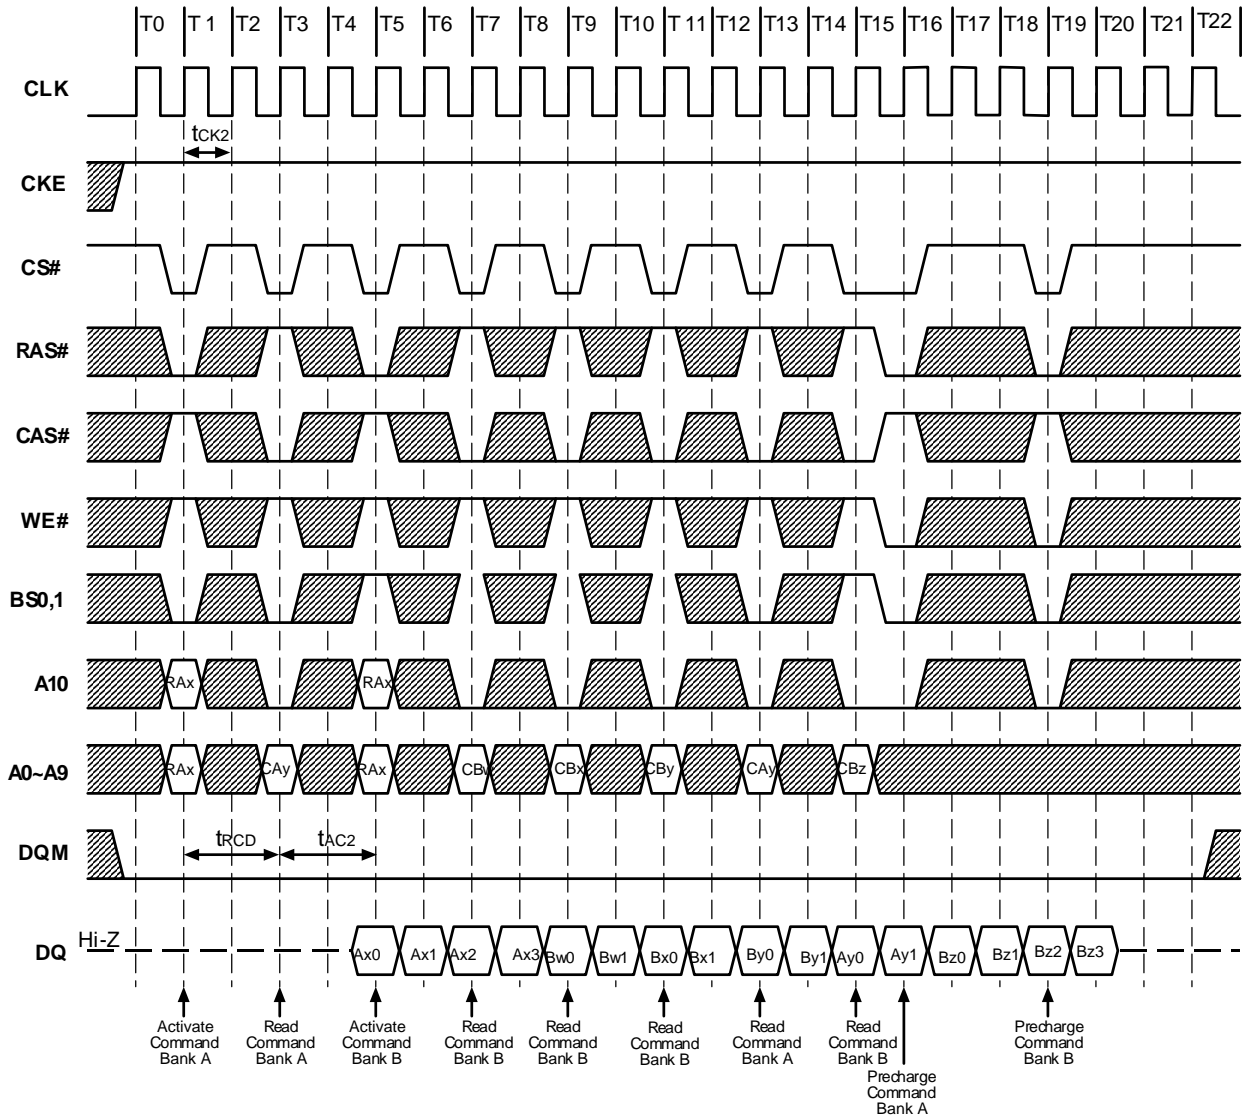 T0 T1 T2 T3 T4 T5 T6 T7 T8 T9 T10 T11 T12 T13 T14 T15 T16 T17 T18 T19 T20 T21 T22
CLK
tCK2
CKE
CS#
RAS#
CAS#
WE#
BS0,1
A10 RAx RAx
A0~A9 RAx CAy RAx CBw CBx CBy CAy CBz
tRCD tAC2
DQM
Hi-Z
DQ Ax0 Ax1 Ax2 Ax3 Bw0 Bw1 Bx0 Bx1 By0 By1 Ay0 Ay1 Bz0 Bz1 Bz2 Bz3
Activate
Command
Bank A
Read
Command
Bank A
Activate
Command
Bank B
Read
Command
Bank B
Read
Command
Bank B
Read
Command
Bank B
Read
Command
Bank A
Read
Command
Bank B
Precharge
Command
Bank A
Precharge
Command
Bank B